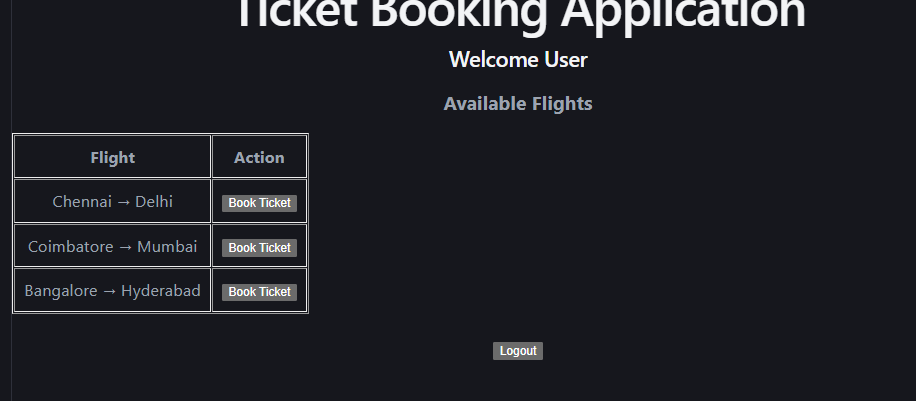 Ticket Booking Application
Welcome User
Available Flights
Flight Action
Chennai → Delhi Book Ticket
Coimbatore → Mumbai Book Ticket
Bangalore → Hyderabad Book Ticket
Logout